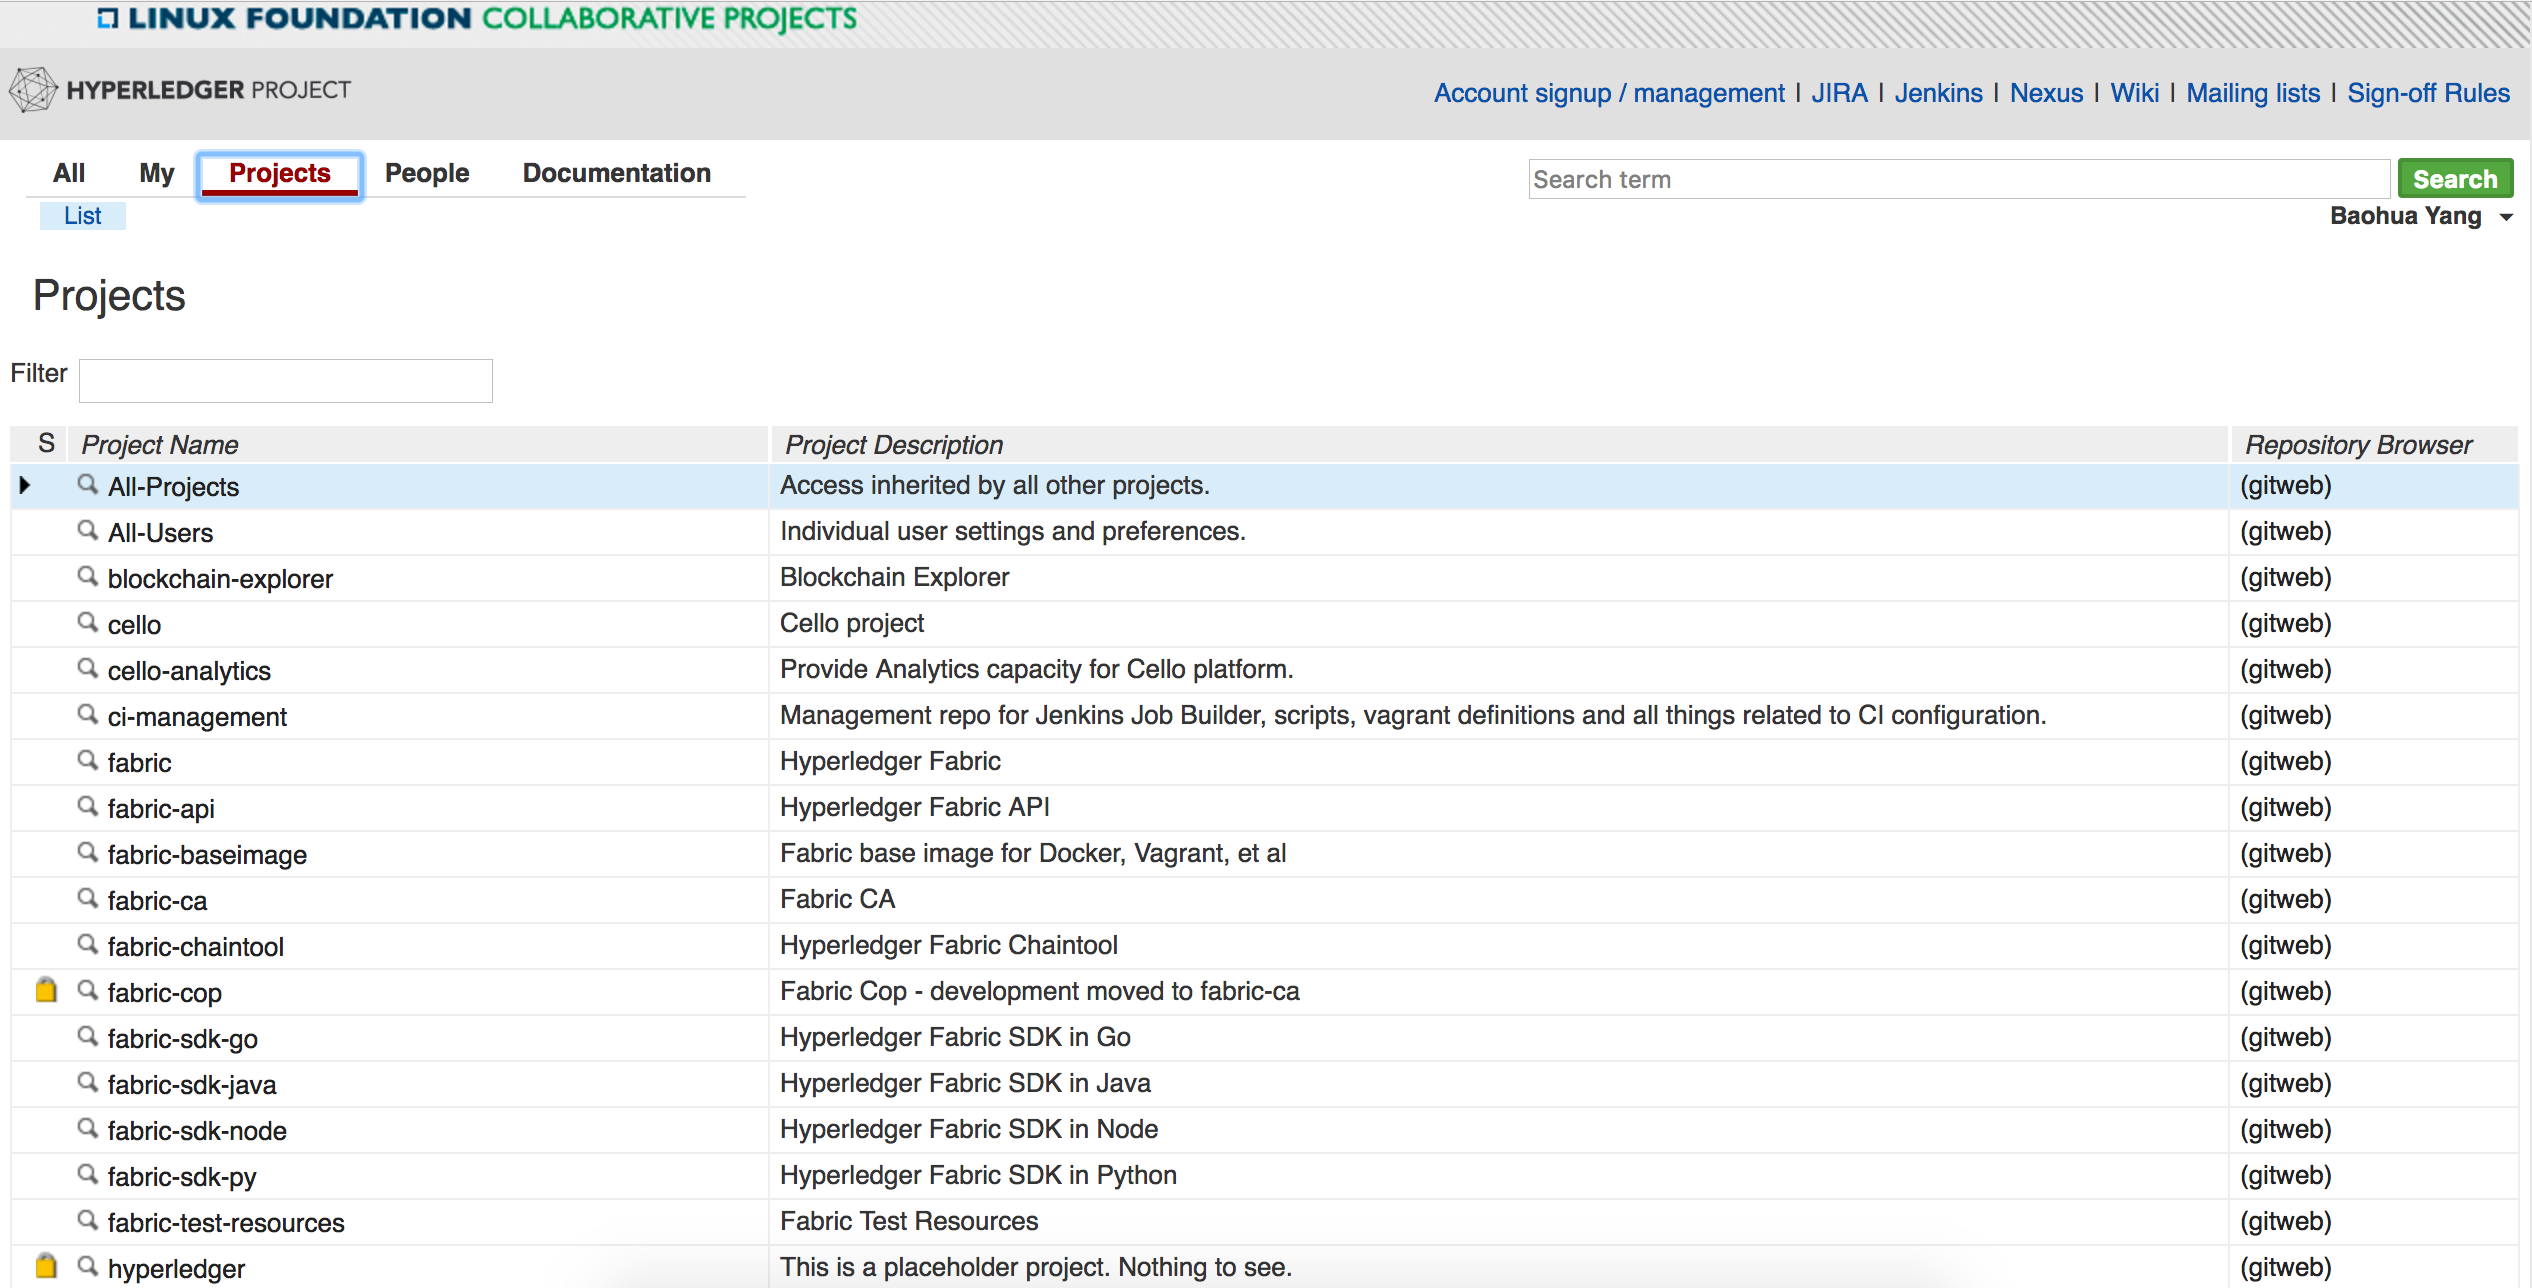 LINUX FOUNDATION COLLABORATIVE PROJECTS
HYPERLEDGER PROJECT
Account signup / management | JIRA | Jenkins | Nexus | Wiki | Mailing lists | Sign-off Rules
All My Projects People Documentation
Search term Search
List
Baohua Yang
Projects
Filter
S Project Name Project Description Repository Browser
All-Projects Access inherited by all other projects. (gitweb)
All-Users Individual user settings and preferences. (gitweb)
blockchain-explorer Blockchain Explorer (gitweb)
cello Cello project (gitweb)
cello-analytics Provide Analytics capacity for Cello platform. (gitweb)
ci-management Management repo for Jenkins Job Builder, scripts, vagrant definitions and all things related to CI configuration. (gitweb)
fabric Hyperledger Fabric (gitweb)
fabric-api Hyperledger Fabric API (gitweb)
fabric-baseimage Fabric base image for Docker, Vagrant, et al (gitweb)
fabric-ca Fabric CA (gitweb)
fabric-chaintool Hyperledger Fabric Chaintool (gitweb)
fabric-cop Fabric Cop - development moved to fabric-ca (gitweb)
fabric-sdk-go Hyperledger Fabric SDK in Go (gitweb)
fabric-sdk-java Hyperledger Fabric SDK in Java (gitweb)
fabric-sdk-node Hyperledger Fabric SDK in Node (gitweb)
fabric-sdk-py Hyperledger Fabric SDK in Python (gitweb)
fabric-test-resources Fabric Test Resources (gitweb)
hyperledger This is a placeholder project. Nothing to see. (gitweb)